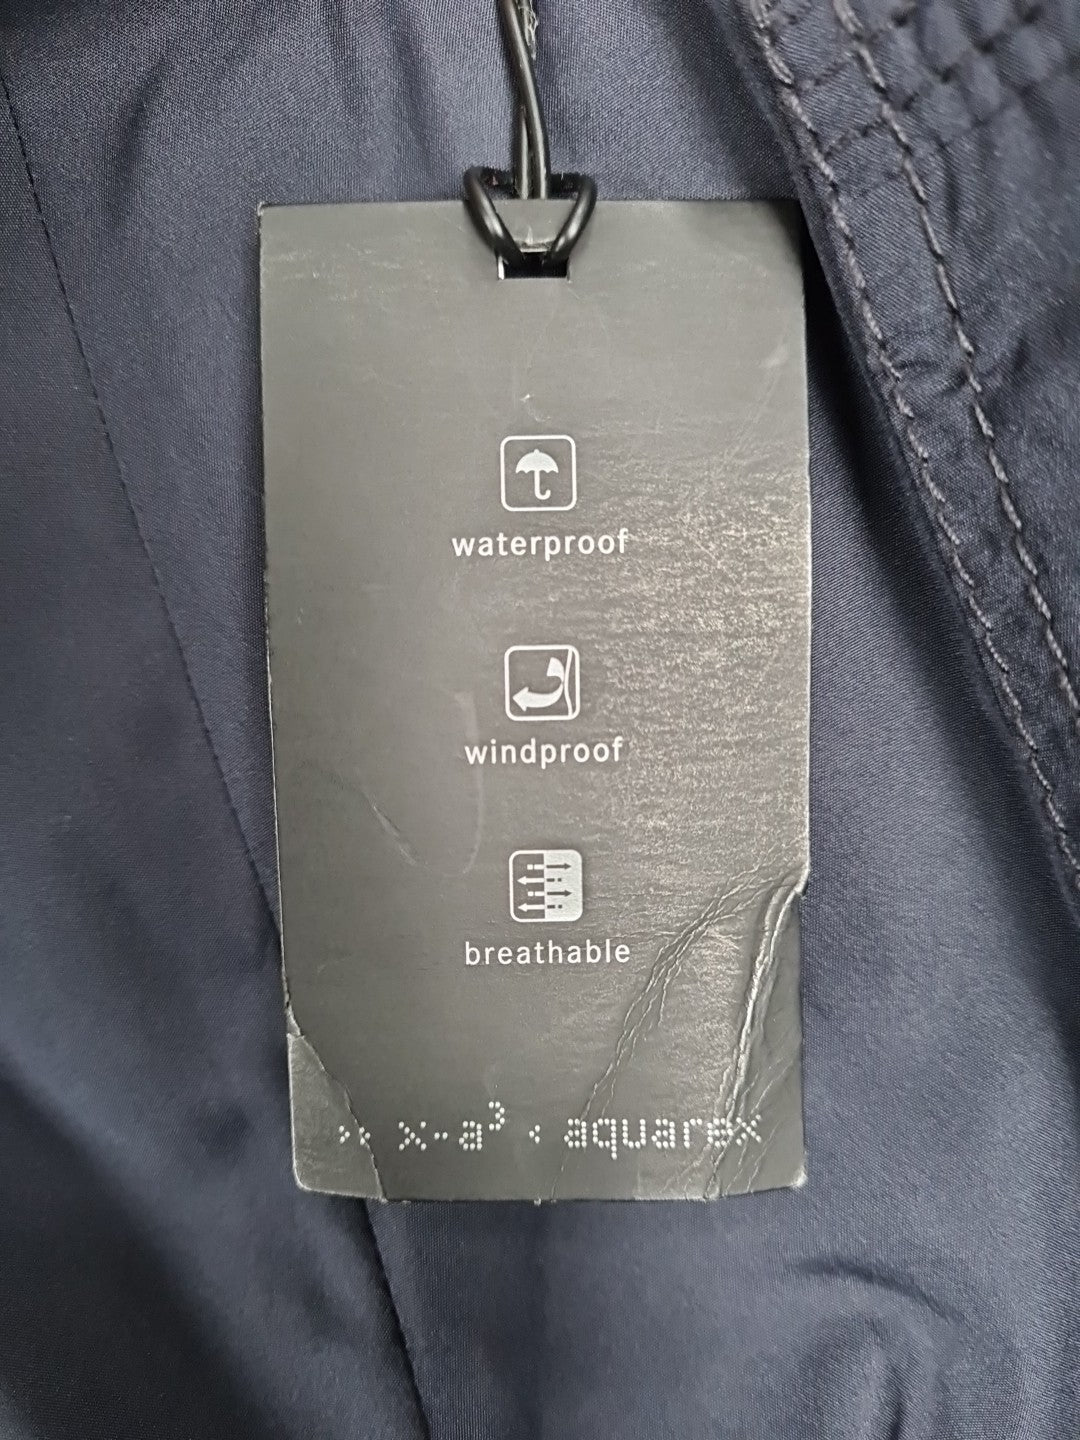 waterproof
windproof
breathable
›› x-a³ ‹ aquarex